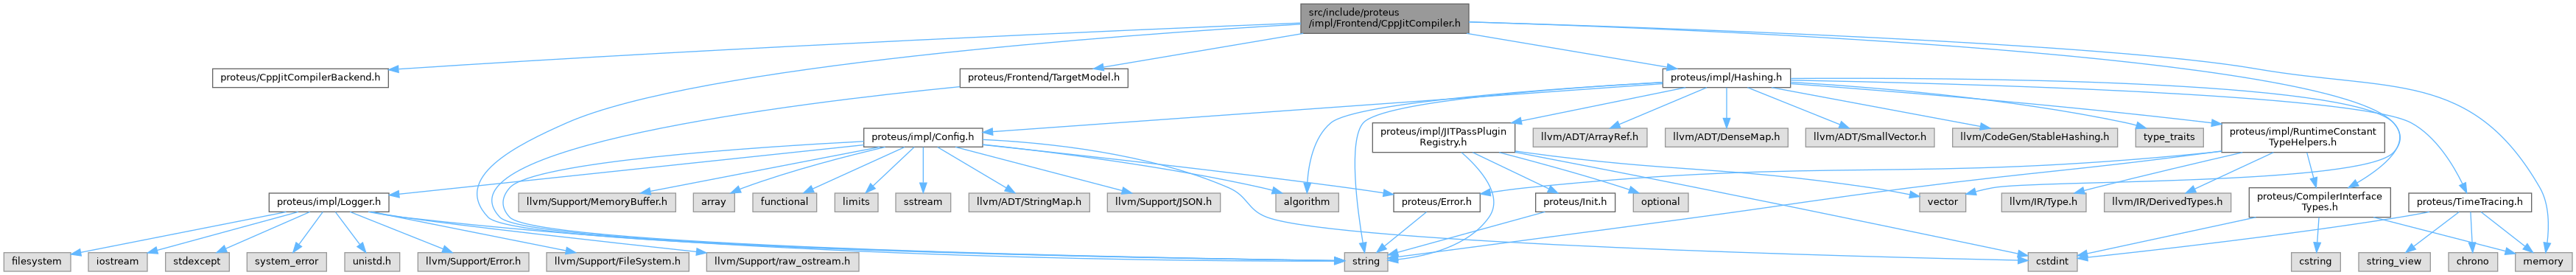 src/include/proteus
/impl/Frontend/CppJitCompiler.h
proteus/CppJitCompilerBackend.h
proteus/Frontend/TargetModel.h
proteus/impl/Hashing.h
proteus/impl/Config.h
proteus/impl/JITPassPlugin
Registry.h
llvm/ADT/ArrayRef.h
llvm/ADT/DenseMap.h
llvm/ADT/SmallVector.h
llvm/CodeGen/StableHashing.h
type_traits
proteus/impl/RuntimeConstant
TypeHelpers.h
proteus/impl/Logger.h
llvm/Support/MemoryBuffer.h
array
functional
limits
sstream
llvm/ADT/StringMap.h
llvm/Support/JSON.h
algorithm
proteus/Error.h
proteus/Init.h
optional
vector
llvm/IR/Type.h
llvm/IR/DerivedTypes.h
proteus/CompilerInterface
Types.h
proteus/TimeTracing.h
filesystem
iostream
stdexcept
system_error
unistd.h
llvm/Support/Error.h
llvm/Support/FileSystem.h
llvm/Support/raw_ostream.h
string
cstdint
cstring
string_view
chrono
memory